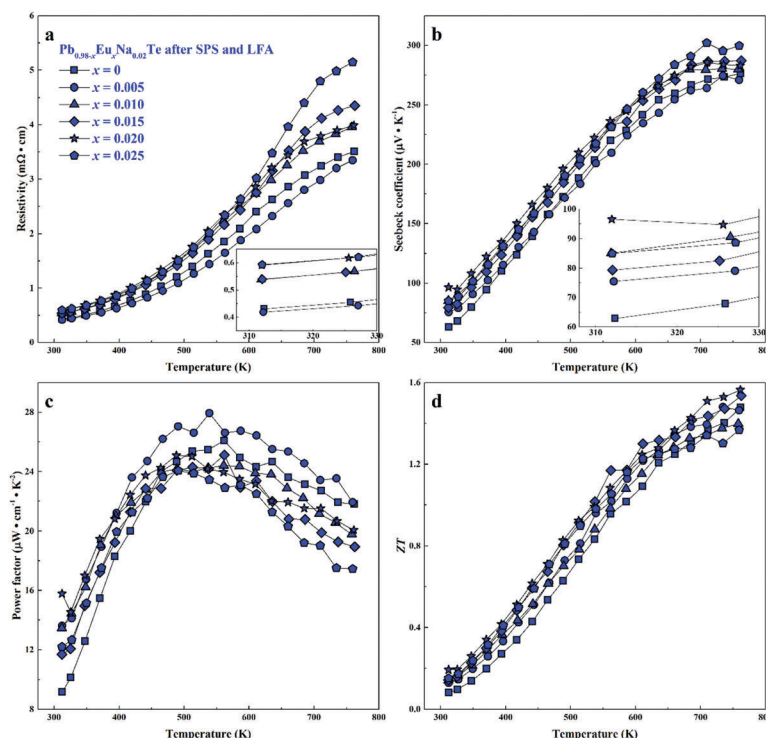 a
Pb0.98-xEuxNa0.02Te after SPS and LFA
x = 0
x = 0.005
x = 0.010
x = 0.015
x = 0.020
x = 0.025
6
5
4
3
2
1
0
Resistivity (mΩ • cm)
0.6
0.5
0.4
310 320 330
300 400 500 600 700 800
Temperature (K)
b
300
250
200
150
100
50
Seebeck coefficient (μV • K-1)
100
90
80
70
60
310 320 330
300 400 500 600 700 800
Temperature (K)
c
32
28
24
20
16
12
8
Power factor (μW • cm-1 • K-2)
300 400 500 600 700 800
Temperature (K)
d
1.6
1.2
0.8
0.4
0.0
ZT
300 400 500 600 700 800
Temperature (K)